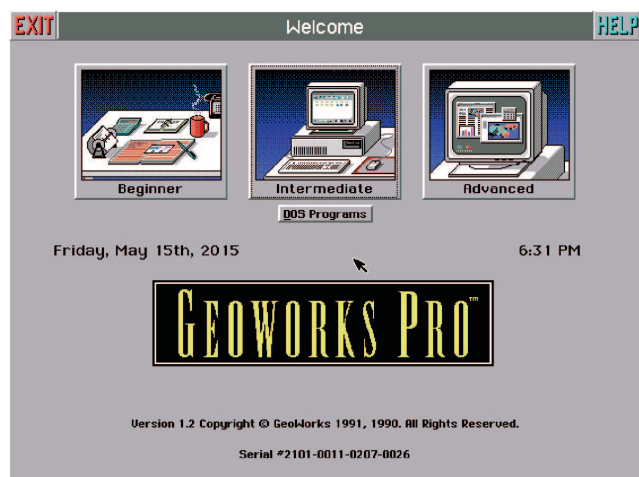 EXIT Welcome HELP
Beginner Intermediate Advanced
DOS Programs
Friday, May 15th, 2015 6:31 PM
GEOWORKS PRO™
Version 1.2 Copyright © GeoWorks 1991, 1990. All Rights Reserved.
Serial #2101-0011-0207-0026